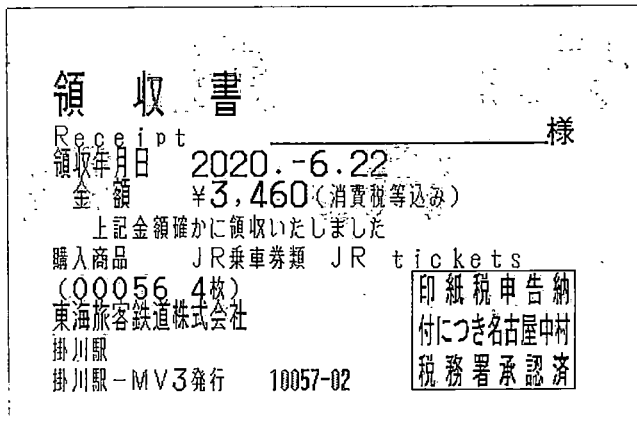 領収書
Receipt 様
領収年月日 2020.-6.22
金額 ¥3,460(消費税等込み)
上記金額確かに領収いたしました
購入商品 JR乗車券類 JR tickets
(00056 4枚)
東海旅客鉄道株式会社
掛川駅
掛川駅-MV3発行 10057-02
印紙税申告納
付につき名古屋中村
税務署承認済